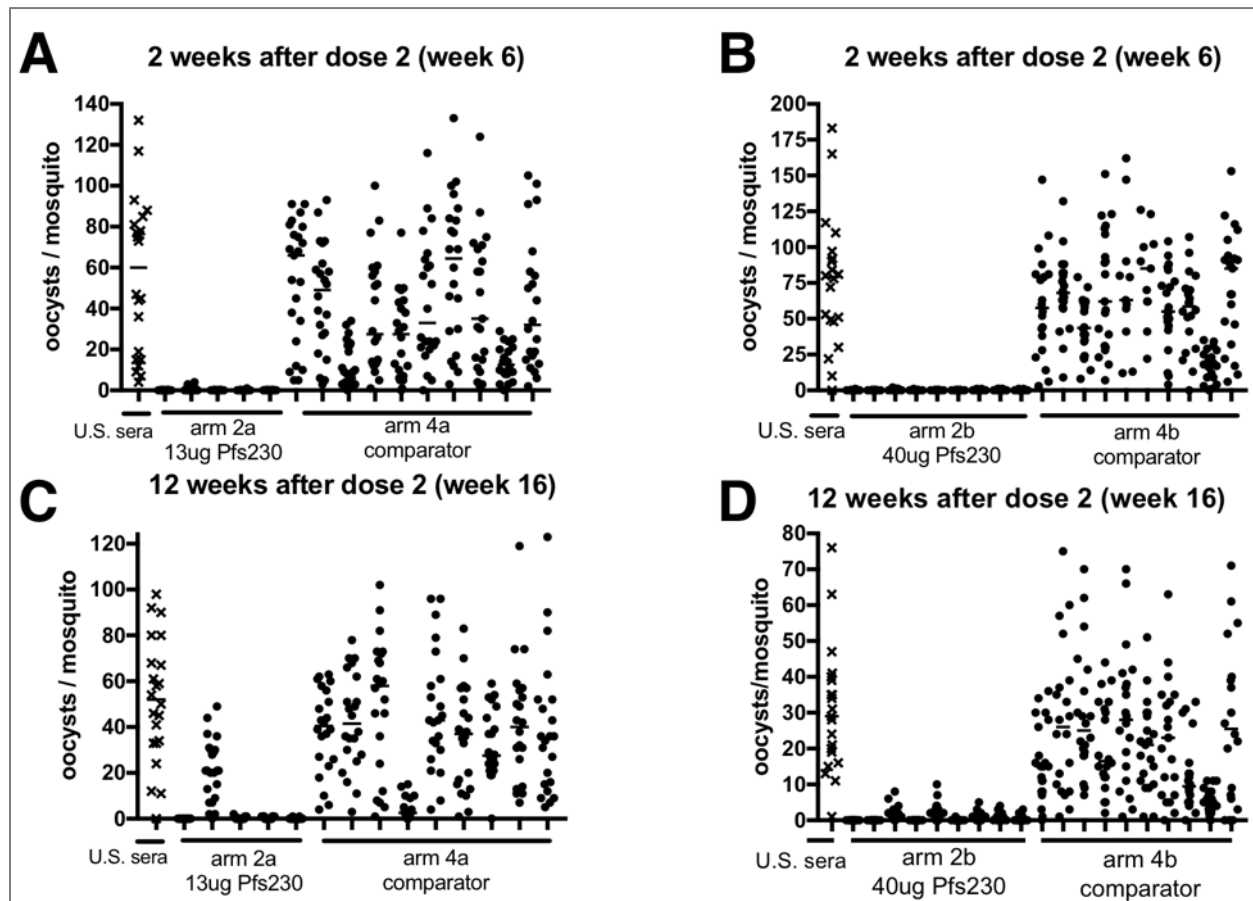 A
2 weeks after dose 2 (week 6)
oocysts / mosquito
140
120
100
80
60
40
20
0
U.S. sera
arm 2a
13ug Pfs230
arm 4a
comparator
B
2 weeks after dose 2 (week 6)
oocysts / mosquito
200
175
150
125
100
75
50
25
0
U.S. sera
arm 2b
40ug Pfs230
arm 4b
comparator
C
12 weeks after dose 2 (week 16)
oocysts / mosquito
120
100
80
60
40
20
0
U.S. sera
arm 2a
13ug Pfs230
arm 4a
comparator
D
12 weeks after dose 2 (week 16)
oocysts/mosquito
80
70
60
50
40
30
20
10
0
U.S. sera
arm 2b
40ug Pfs230
arm 4b
comparator